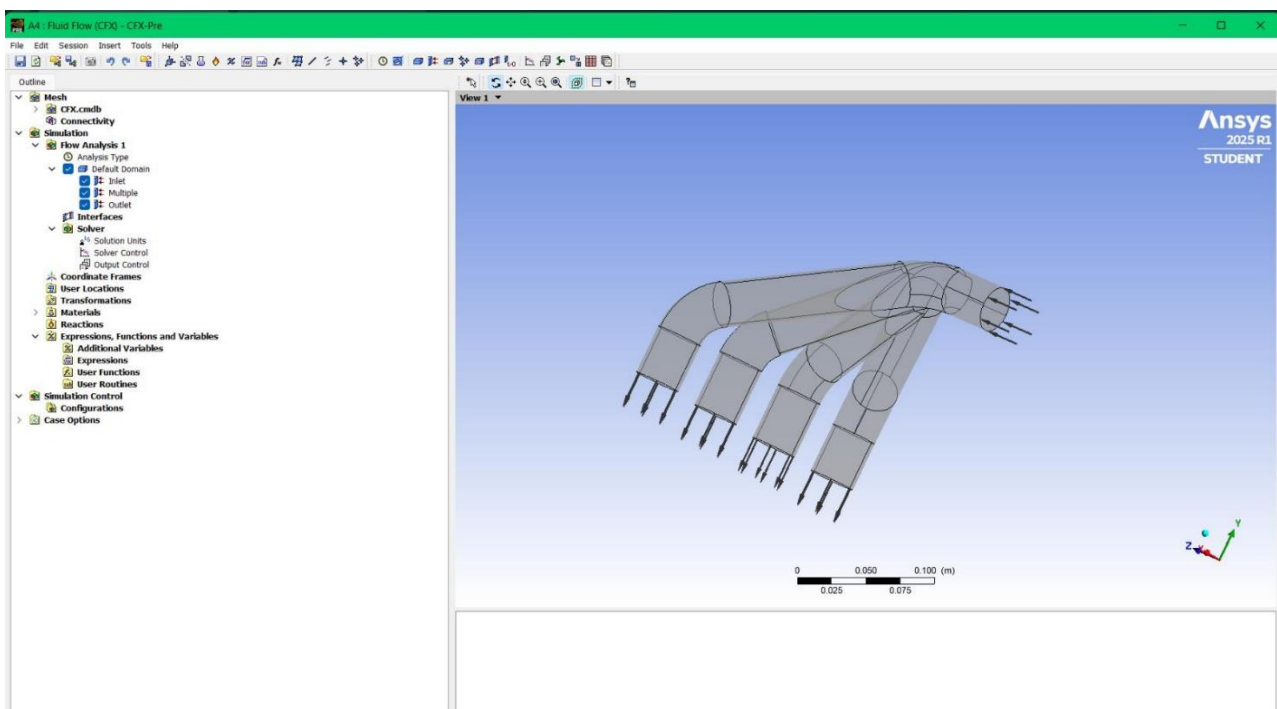 A4 : Fluid Flow (CFX) - CFX-Pre
File Edit Session Insert Tools Help
Outline
Mesh
CFX.cmdb
Connectivity
Simulation
Flow Analysis 1
Analysis Type
Default Domain
Inlet
Multiple
Outlet
Interfaces
Solver
Solution Units
Solver Control
Output Control
Coordinate Frames
User Locations
Transformations
Materials
Reactions
Expressions, Functions and Variables
Additional Variables
Expressions
User Functions
User Routines
Simulation Control
Configurations
Case Options
View 1
Ansys
2025 R1
STUDENT
Y
Z
X
0 0.050 0.100 (m)
0.025 0.075